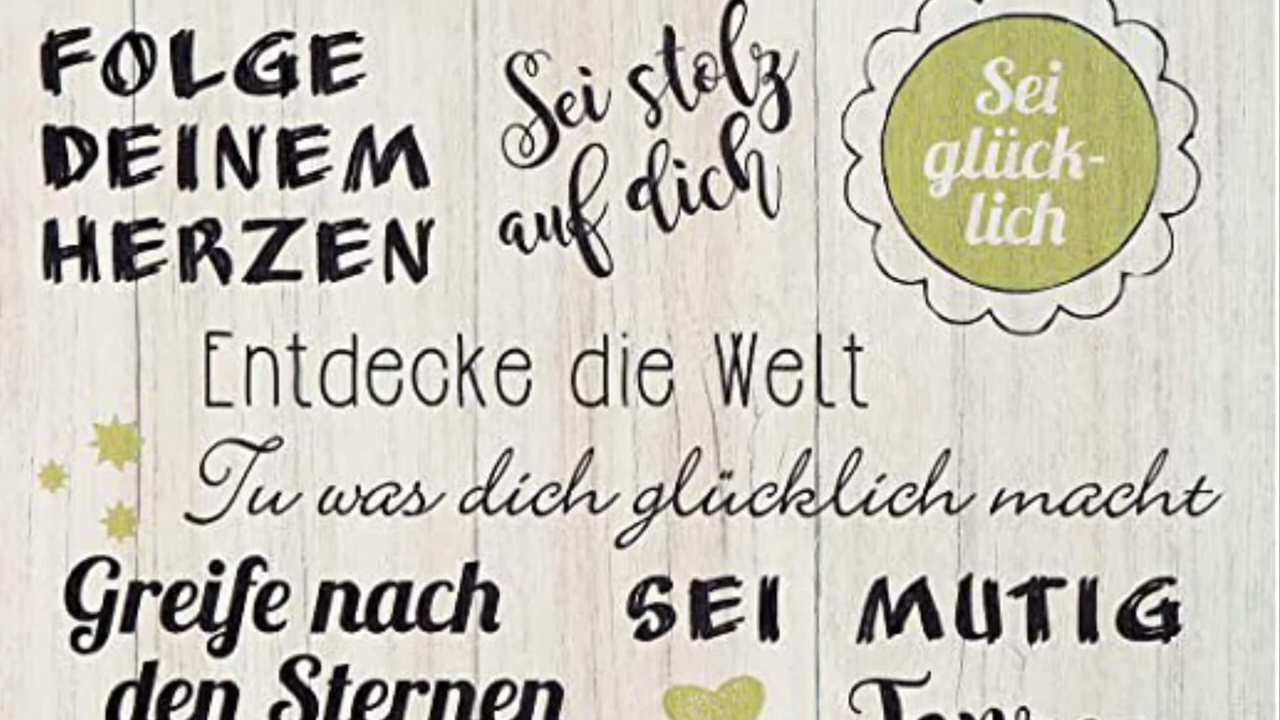 FOLGE
DEINEM
HERZEN
Sei stolz
auf dich
Sei
glück-
lich
Entdecke die Welt
Tu was dich glücklich macht
Greife nach
den Sternen
SEI MUTIG